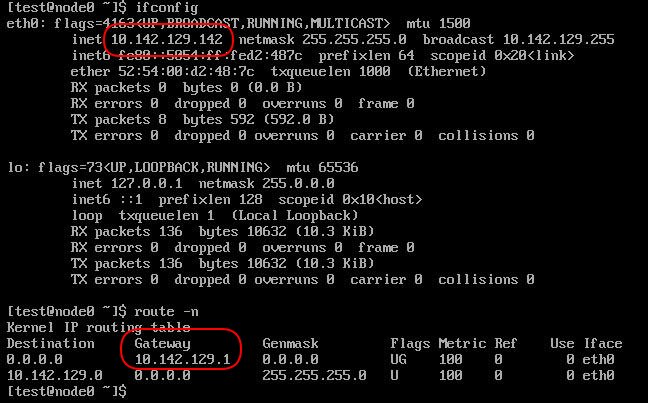 [test@node0 ~]$ ifconfig
eth0: flags=4163<UP,BROADCAST,RUNNING,MULTICAST>  mtu 1500
        inet 10.142.129.142  netmask 255.255.255.0  broadcast 10.142.129.255
        inet6 fe80::5054:ff:fed2:487c  prefixlen 64  scopeid 0x20<link>
        ether 52:54:00:d2:48:7c  txqueuelen 1000  (Ethernet)
        RX packets 0  bytes 0 (0.0 B)
        RX errors 0  dropped 0  overruns 0  frame 0
        TX packets 8  bytes 592 (592.0 B)
        TX errors 0  dropped 0 overruns 0  carrier 0  collisions 0
lo: flags=73<UP,LOOPBACK,RUNNING>  mtu 65536
        inet 127.0.0.1  netmask 255.0.0.0
        inet6 ::1  prefixlen 128  scopeid 0x10<host>
        loop  txqueuelen 1  (Local Loopback)
        RX packets 136  bytes 10632 (10.3 KiB)
        RX errors 0  dropped 0  overruns 0  frame 0
        TX packets 136  bytes 10632 (10.3 KiB)
        TX errors 0  dropped 0 overruns 0  carrier 0  collisions 0
[test@node0 ~]$ route -n
Kernel IP routing table
Destination     Gateway         Genmask         Flags Metric Ref    Use Iface
0.0.0.0         10.142.129.1    0.0.0.0         UG    100    0        0 eth0
10.142.129.0    0.0.0.0         255.255.255.0   U     100    0        0 eth0
[test@node0 ~]$